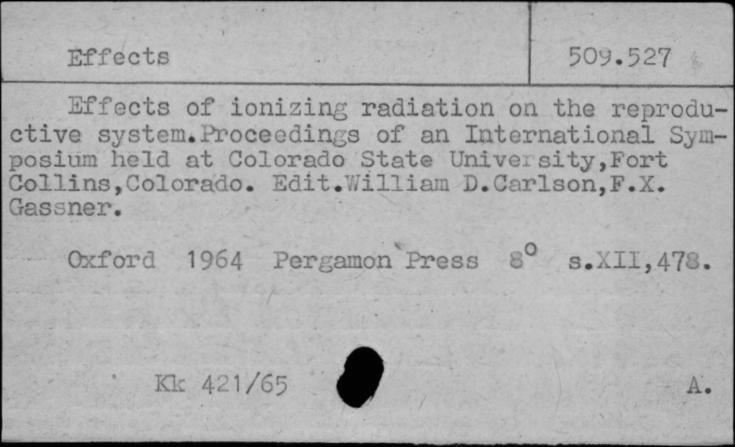 Effects 509.527
Effects of ionizing radiation on the reprodu-
ctive system.Proceedings of an International Sym-
posium held at Colorado State University,Fort
Collins,Colorado. Edit.William D.Carlson,F.X.
Gassner.
Oxford 1964 Pergamon Press 8° s.XII,478.
Kk 421/65 A.